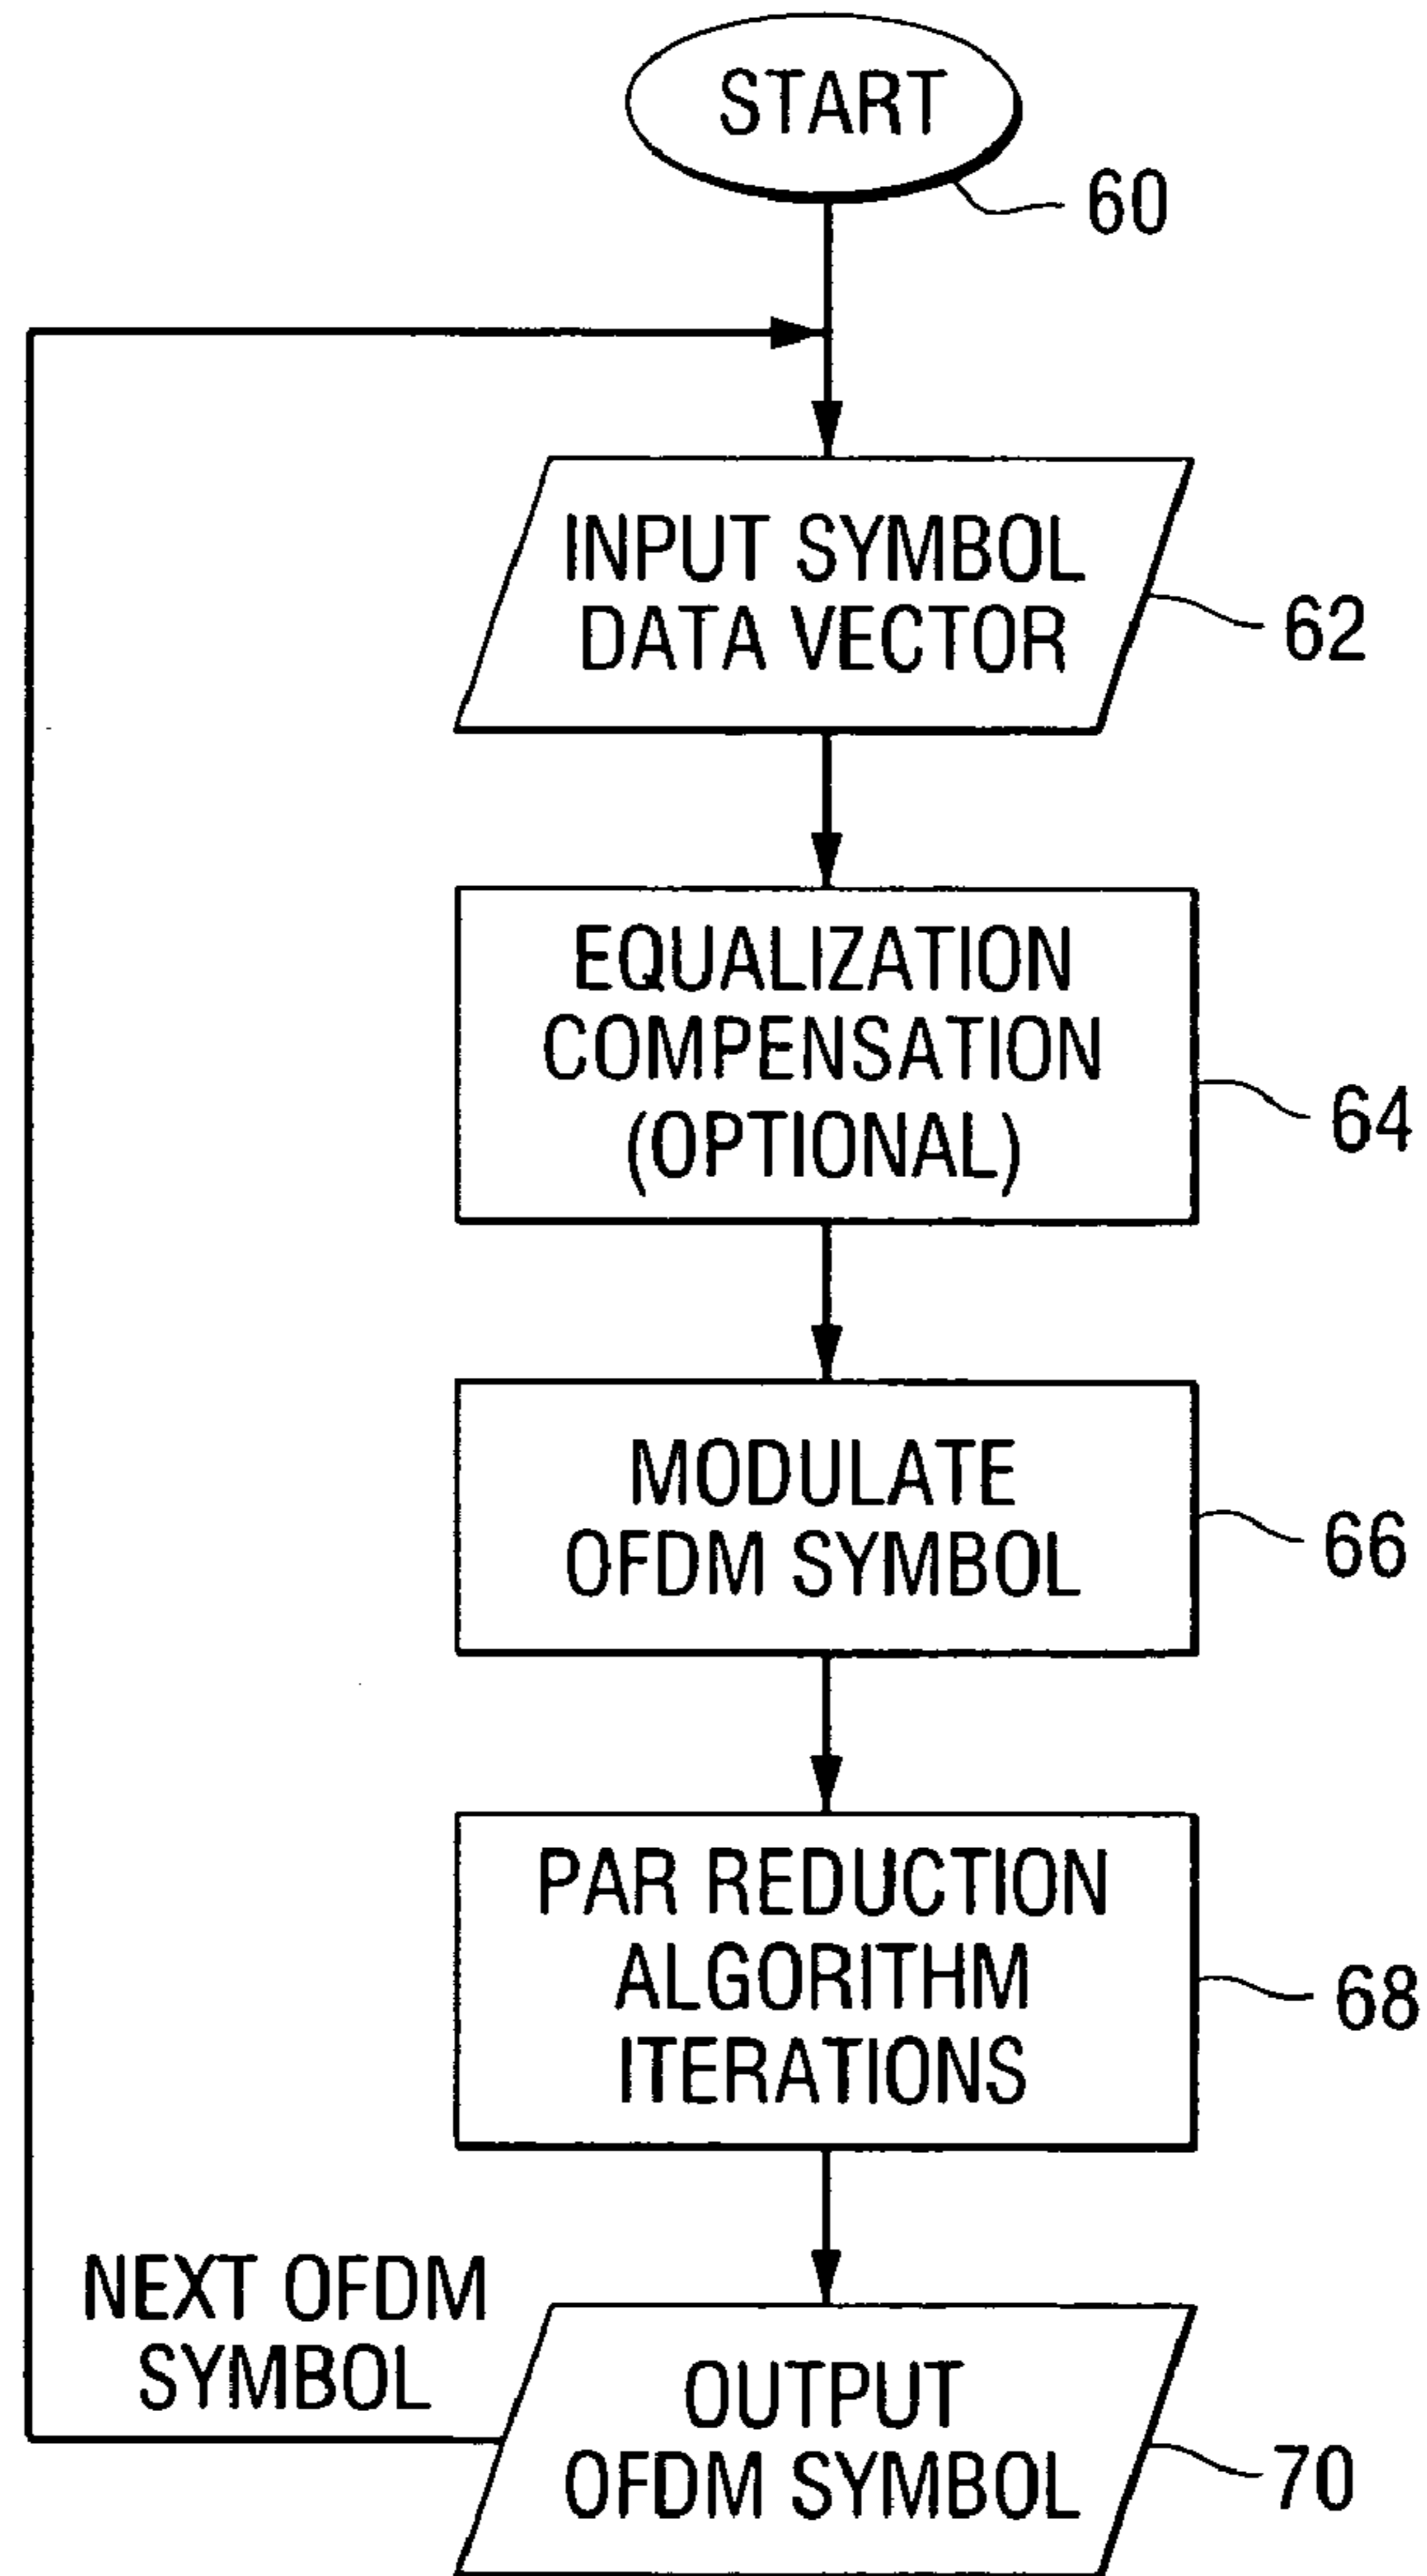 START
60
INPUT SYMBOL
DATA VECTOR
62
EQUALIZATION
COMPENSATION
(OPTIONAL)
64
MODULATE
OFDM SYMBOL
66
PAR REDUCTION
ALGORITHM
ITERATIONS
68
NEXT OFDM
SYMBOL
OUTPUT
OFDM SYMBOL
70